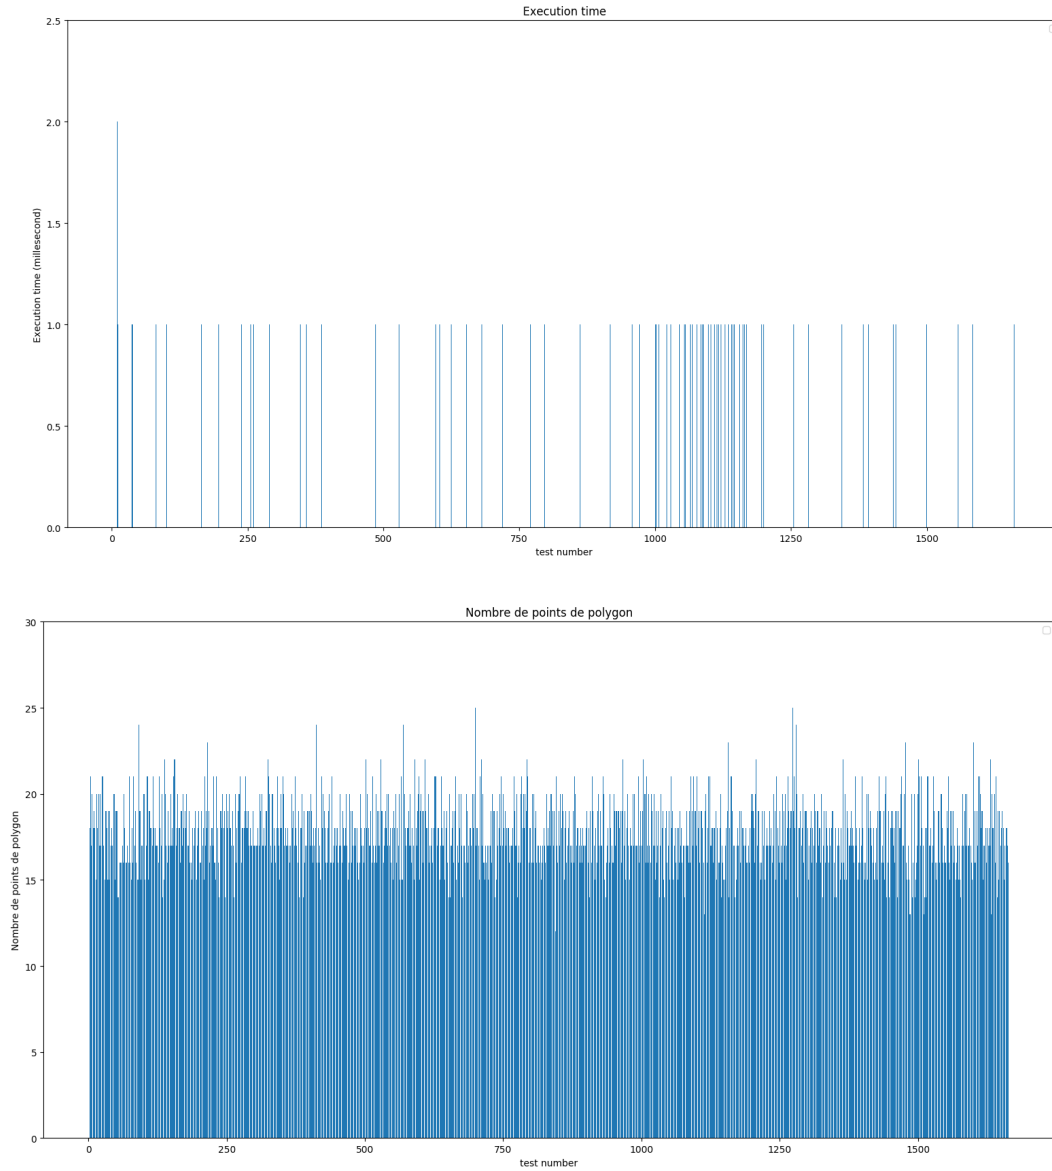 Execution time
2.5
2.0
1.5
1.0
0.5
0.0
Execution time (millesecond)
0 250 500 750 1000 1250 1500
test number
Nombre de points de polygon
30
25
20
15
10
5
0
Nombre de points de polygon
0 250 500 750 1000 1250 1500
test number